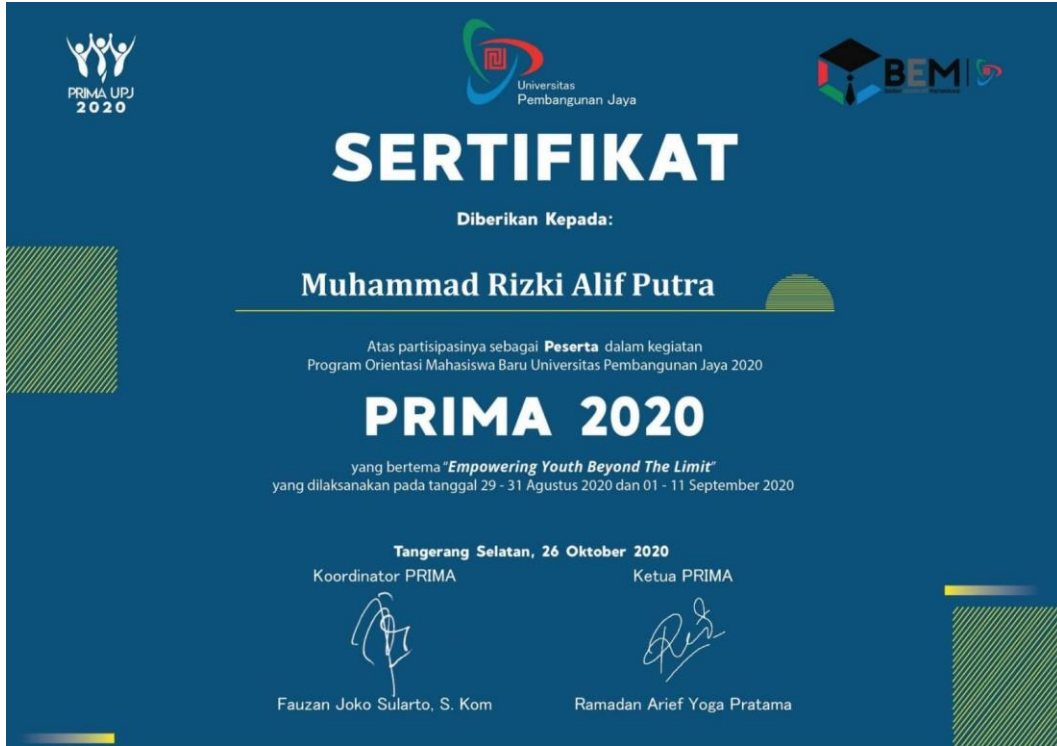 PRIMA UPJ
2020
Universitas
Pembangunan Jaya
BEM
SERTIFIKAT
Diberikan Kepada:
Muhammad Rizki Alif Putra
Atas partisipasinya sebagai Peserta dalam kegiatan
Program Orientasi Mahasiswa Baru Universitas Pembangunan Jaya 2020
PRIMA 2020
yang bertema "Empowering Youth Beyond The Limit"
yang dilaksanakan pada tanggal 29 - 31 Agustus 2020 dan 01 - 11 September 2020
Tangerang Selatan, 26 Oktober 2020
Koordinator PRIMA
Ketua PRIMA
Fauzan Joko Sularto, S. Kom
Ramadan Arief Yoga Pratama